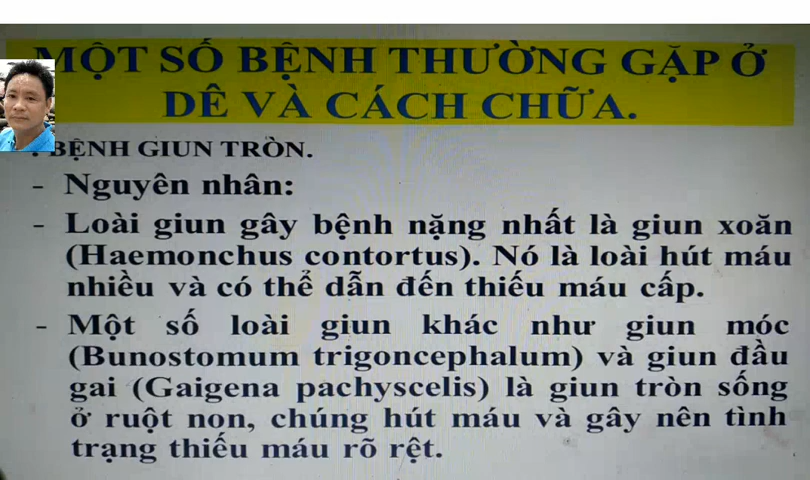 MỘT SỐ BỆNH THƯỜNG GẶP Ở
DÊ VÀ CÁCH CHỮA.
. BỆNH GIUN TRÒN.
- Nguyên nhân:
- Loài giun gây bệnh nặng nhất là giun xoăn
(Haemonchus contortus). Nó là loài hút máu
nhiều và có thể dẫn đến thiếu máu cấp.
- Một số loài giun khác như giun móc
(Bunostomum trigoncephalum) và giun đầu
gai (Gaigena pachyscelis) là giun tròn sống
ở ruột non, chúng hút máu và gây nên tình
trạng thiếu máu rõ rệt.